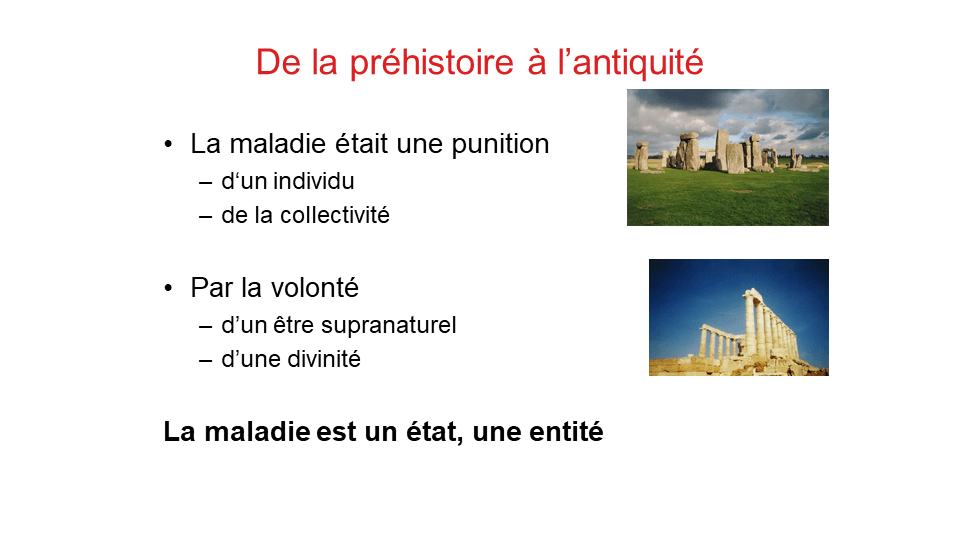 De la préhistoire à l’antiquité
• La maladie était une punition
– d‘un individu
– de la collectivité
• Par la volonté
– d’un être supranaturel
– d’une divinité
La maladie est un état, une entité